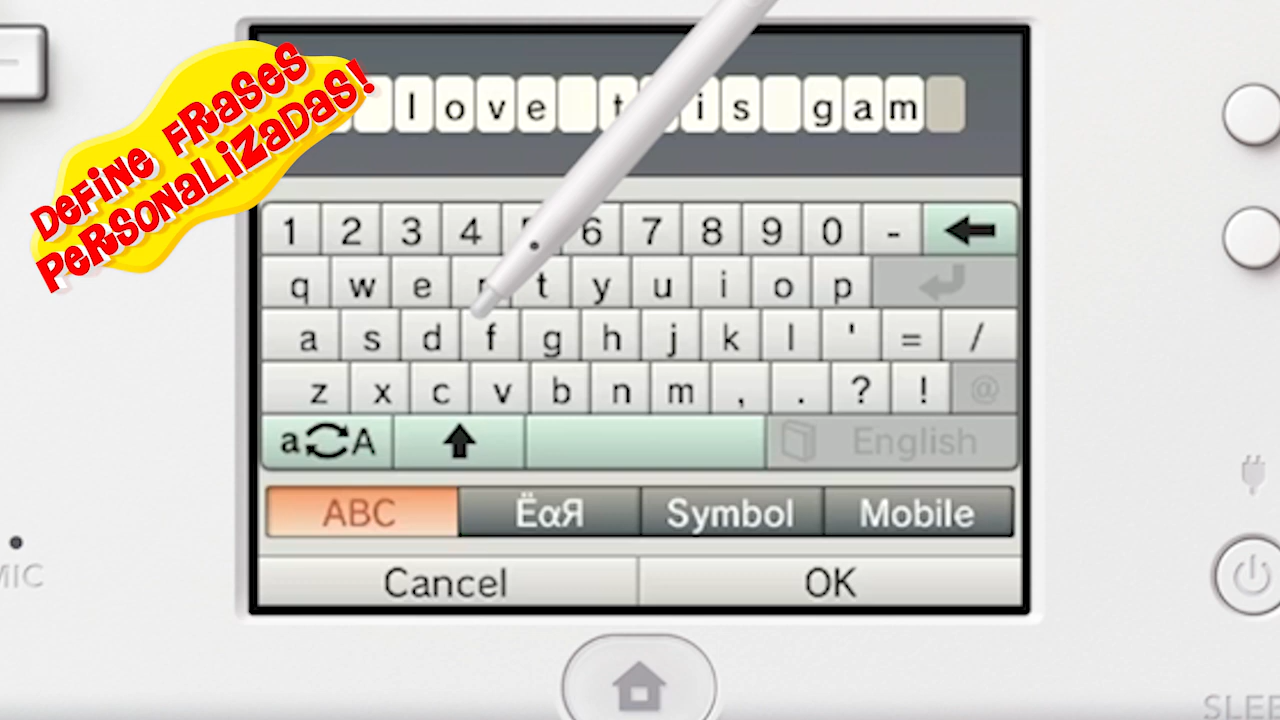 DEFINE FRASES
PERSONALIZADAS!
love t is gam
1 2 3 4 6 7 8 9 0 -
q w e r t y u i o p
a s d f g h j k l ' = /
z x c v b n m , . ? ! @
a A
English
ABC ËαЯ Symbol Mobile
Cancel OK
MIC